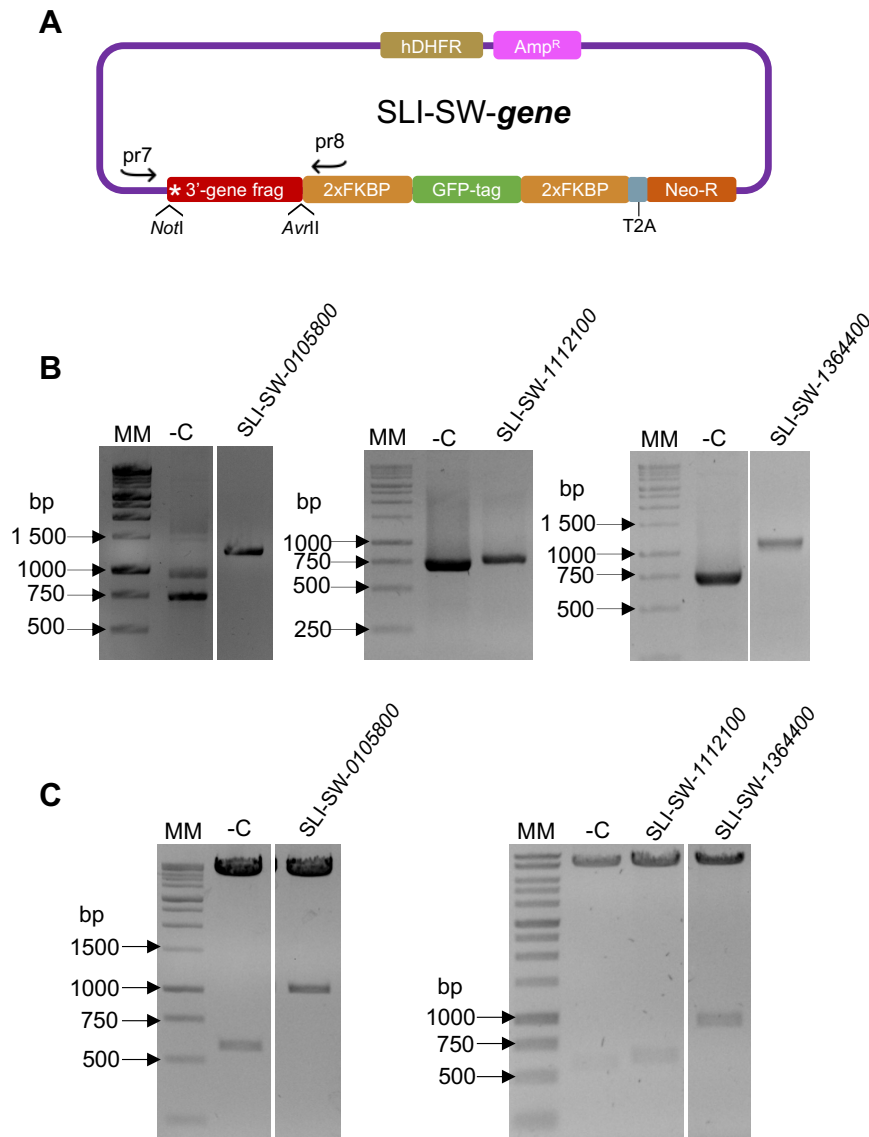 A
hDHFR AmpR
SLI-SW-gene
pr7 pr8
* 3'-gene frag 2xFKBP GFP-tag 2xFKBP Neo-R
NotI AvrII T2A
B
MM -C SLI-SW-0105800
bp
1 500
1000
750
500
MM -C SLI-SW-1112100
bp
1000
750
500
250
MM -C SLI-SW-1364400
bp
1 500
1000
750
500
C
MM -C SLI-SW-0105800
bp
1500
1000
750
500
MM -C SLI-SW-1112100 SLI-SW-1364400
bp
1000
750
500